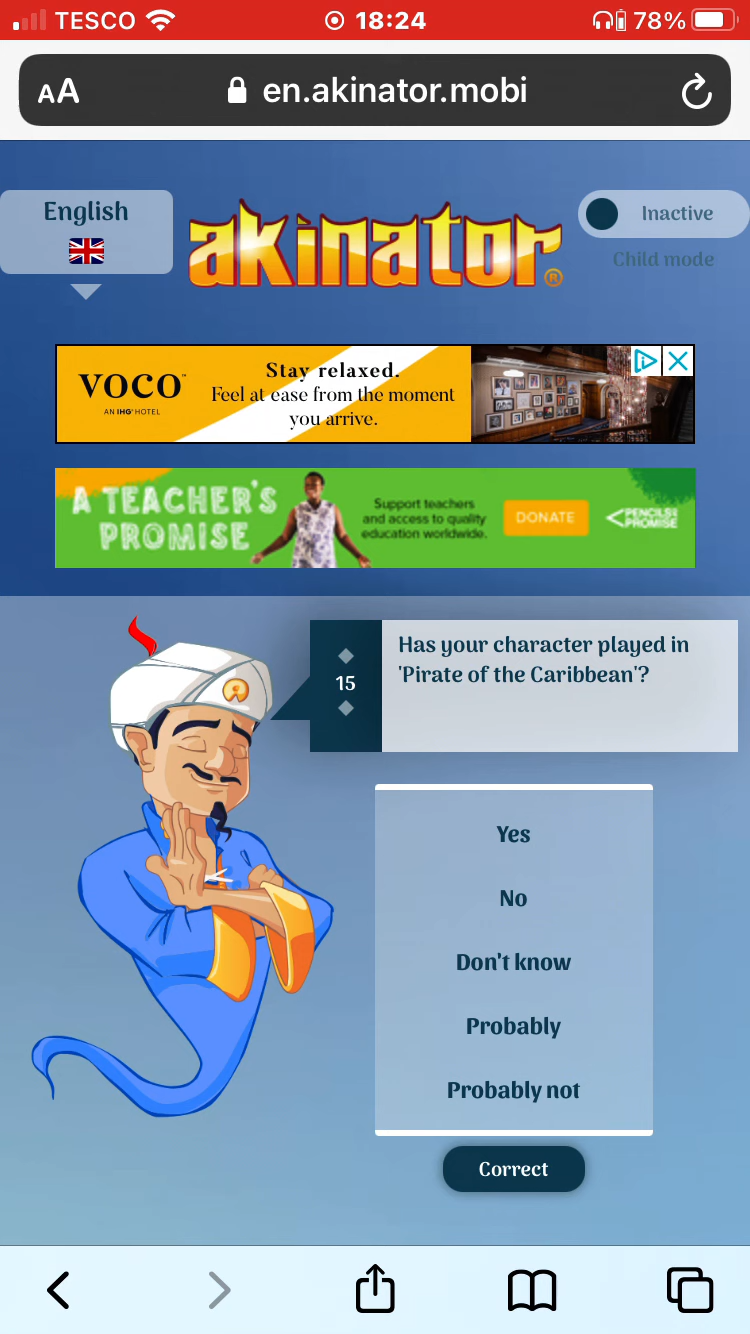 TESCO 18:24 78%
AA en.akinator.mobi
English
akinator®
Inactive
Child mode
VOCO™
AN IHG® HOTEL
Stay relaxed.
Feel at ease from the moment
you arrive.
A TEACHER'S
PROMISE
Support teachers
and access to quality
education worldwide.
DONATE
PENCILS OF
PROMISE
15
Has your character played in
'Pirate of the Caribbean'?
Yes
No
Don't know
Probably
Probably not
Correct